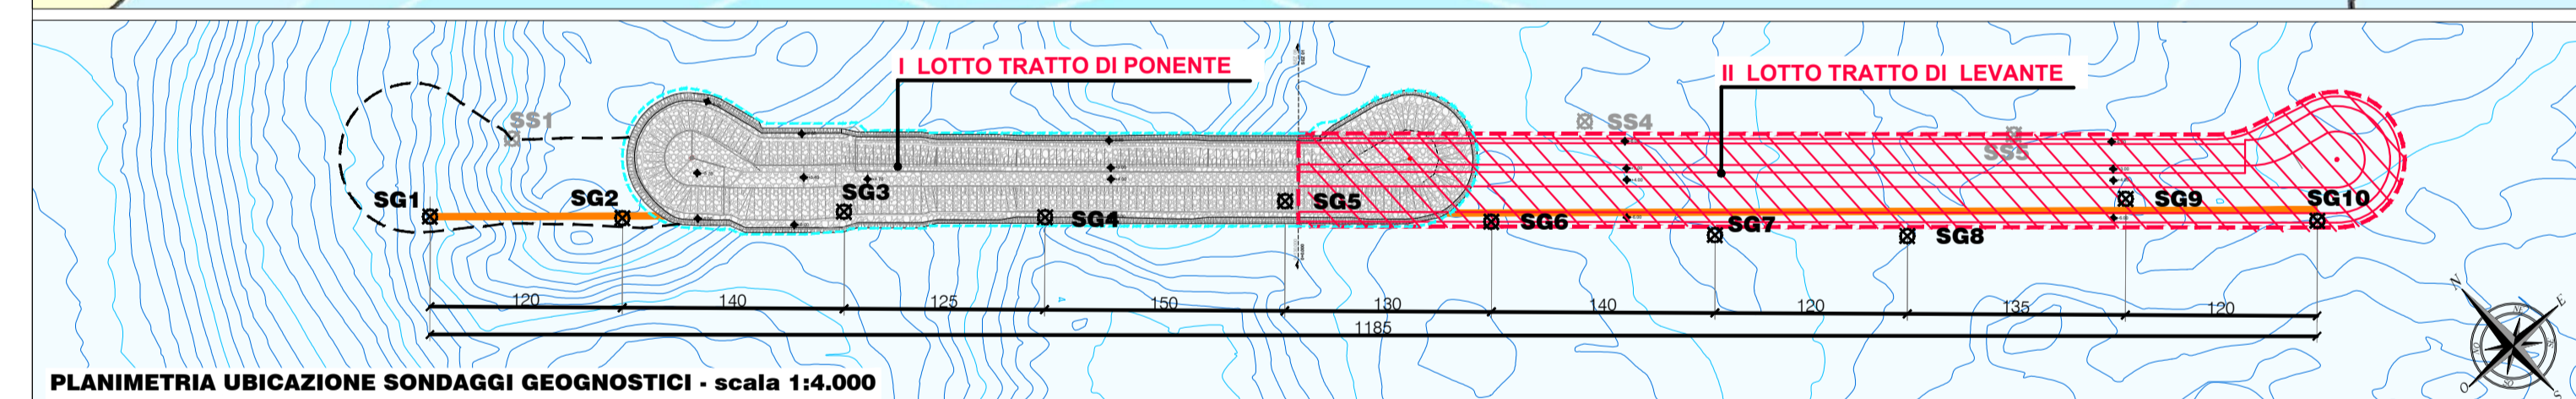 I LOTTO TRATTO DI PONENTE
II LOTTO TRATTO DI LEVANTE
SS1
SS4
SS5
SG1
SG2
SG3
SG4
SG5
SG6
SG7
SG8
SG9
SG10
120
140
125
150
130
140
120
135
120
1185
PLANIMETRIA UBICAZIONE SONDAGGI GEOGNOSTICI - scala 1:4.000
N
E
O
S